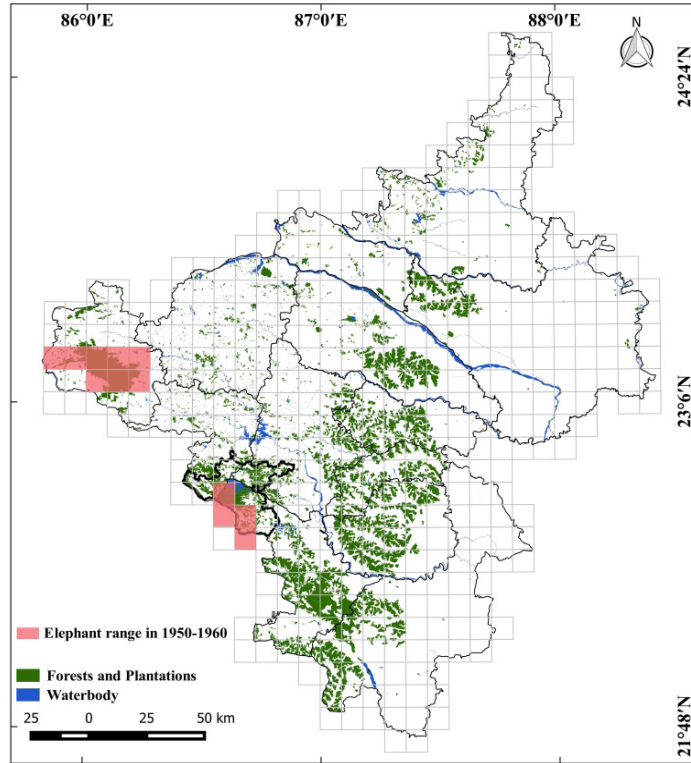 86°0′E 87°0′E 88°0′E
N
24°24′N
23°6′N
Elephant range in 1950-1960
Forests and Plantations
Waterbody
25 0 25 50 km
21°48′N